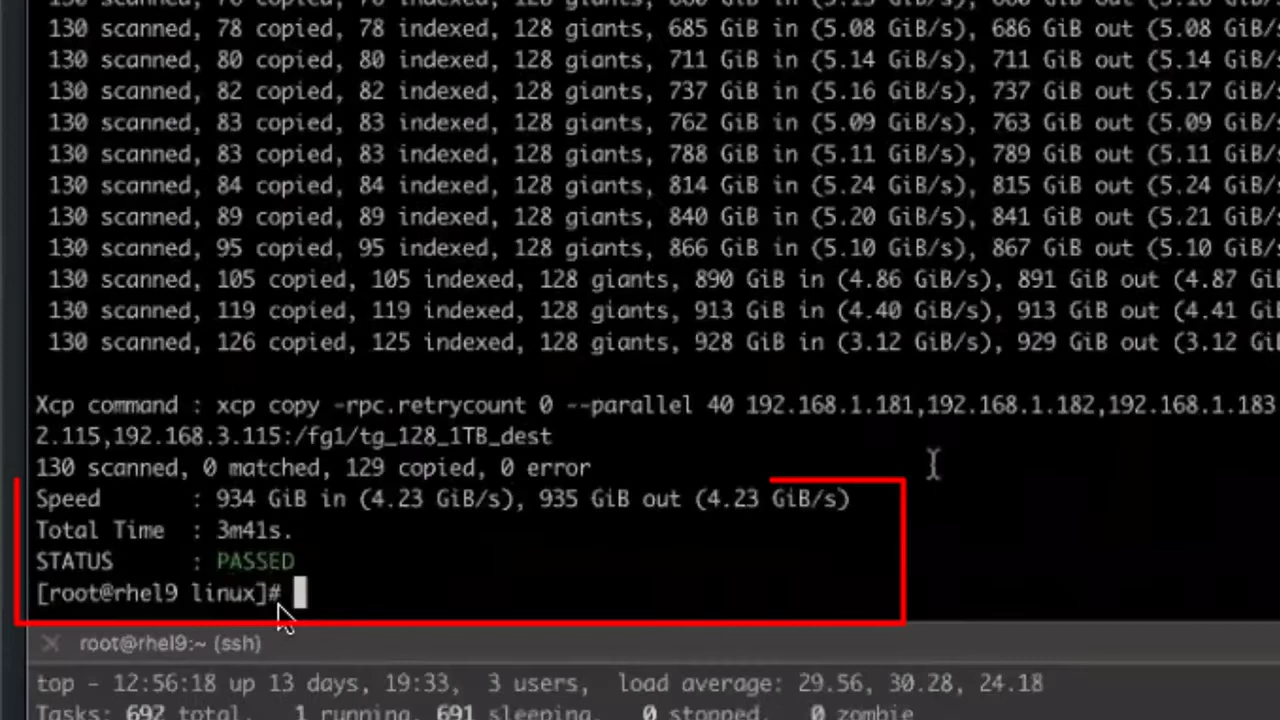 130 scanned, 78 copied, 78 indexed, 128 giants, 685 GiB in (5.08 GiB/s), 686 GiB out (5.08 GiB/
130 scanned, 80 copied, 80 indexed, 128 giants, 711 GiB in (5.14 GiB/s), 711 GiB out (5.14 GiB/
130 scanned, 82 copied, 82 indexed, 128 giants, 737 GiB in (5.16 GiB/s), 737 GiB out (5.17 GiB/
130 scanned, 83 copied, 83 indexed, 128 giants, 762 GiB in (5.09 GiB/s), 763 GiB out (5.09 GiB/
130 scanned, 83 copied, 83 indexed, 128 giants, 788 GiB in (5.11 GiB/s), 789 GiB out (5.11 GiB/
130 scanned, 84 copied, 84 indexed, 128 giants, 814 GiB in (5.24 GiB/s), 815 GiB out (5.24 GiB/
130 scanned, 89 copied, 89 indexed, 128 giants, 840 GiB in (5.20 GiB/s), 841 GiB out (5.21 GiB/
130 scanned, 95 copied, 95 indexed, 128 giants, 866 GiB in (5.10 GiB/s), 867 GiB out (5.10 GiB/
130 scanned, 105 copied, 105 indexed, 128 giants, 890 GiB in (4.86 GiB/s), 891 GiB out (4.87 Gi
130 scanned, 119 copied, 119 indexed, 128 giants, 913 GiB in (4.40 GiB/s), 913 GiB out (4.41 Gi
130 scanned, 126 copied, 125 indexed, 128 giants, 928 GiB in (3.12 GiB/s), 929 GiB out (3.12 Gi
Xcp command : xcp copy -rpc.retrycount 0 --parallel 40 192.168.1.181,192.168.1.182,192.168.1.183
2.115,192.168.3.115:/fg1/tg_128_1TB_dest
130 scanned, 0 matched, 129 copied, 0 error
Speed : 934 GiB in (4.23 GiB/s), 935 GiB out (4.23 GiB/s)
Total Time : 3m41s.
STATUS : PASSED
[root@rhel9 linux]#
root@rhel9:~ (ssh)
top - 12:56:18 up 13 days, 19:33, 3 users, load average: 29.56, 30.28, 24.18
Tasks: 692 total, 1 running, 691 sleeping, 0 stopped, 0 zombie